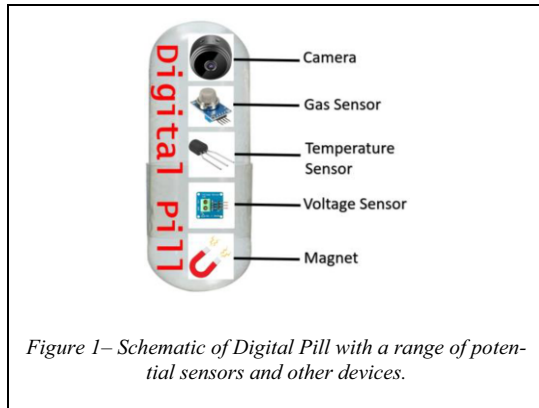 Digital Pill
Camera
Gas Sensor
Temperature
Sensor
Voltage Sensor
Magnet
Figure 1– Schematic of Digital Pill with a range of poten-
tial sensors and other devices.